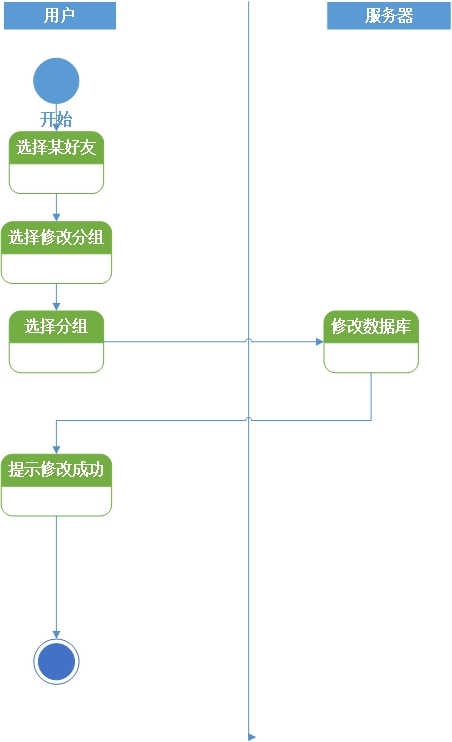 用户
服务器
开始
选择某好友
选择修改分组
选择分组
修改数据库
提示修改成功